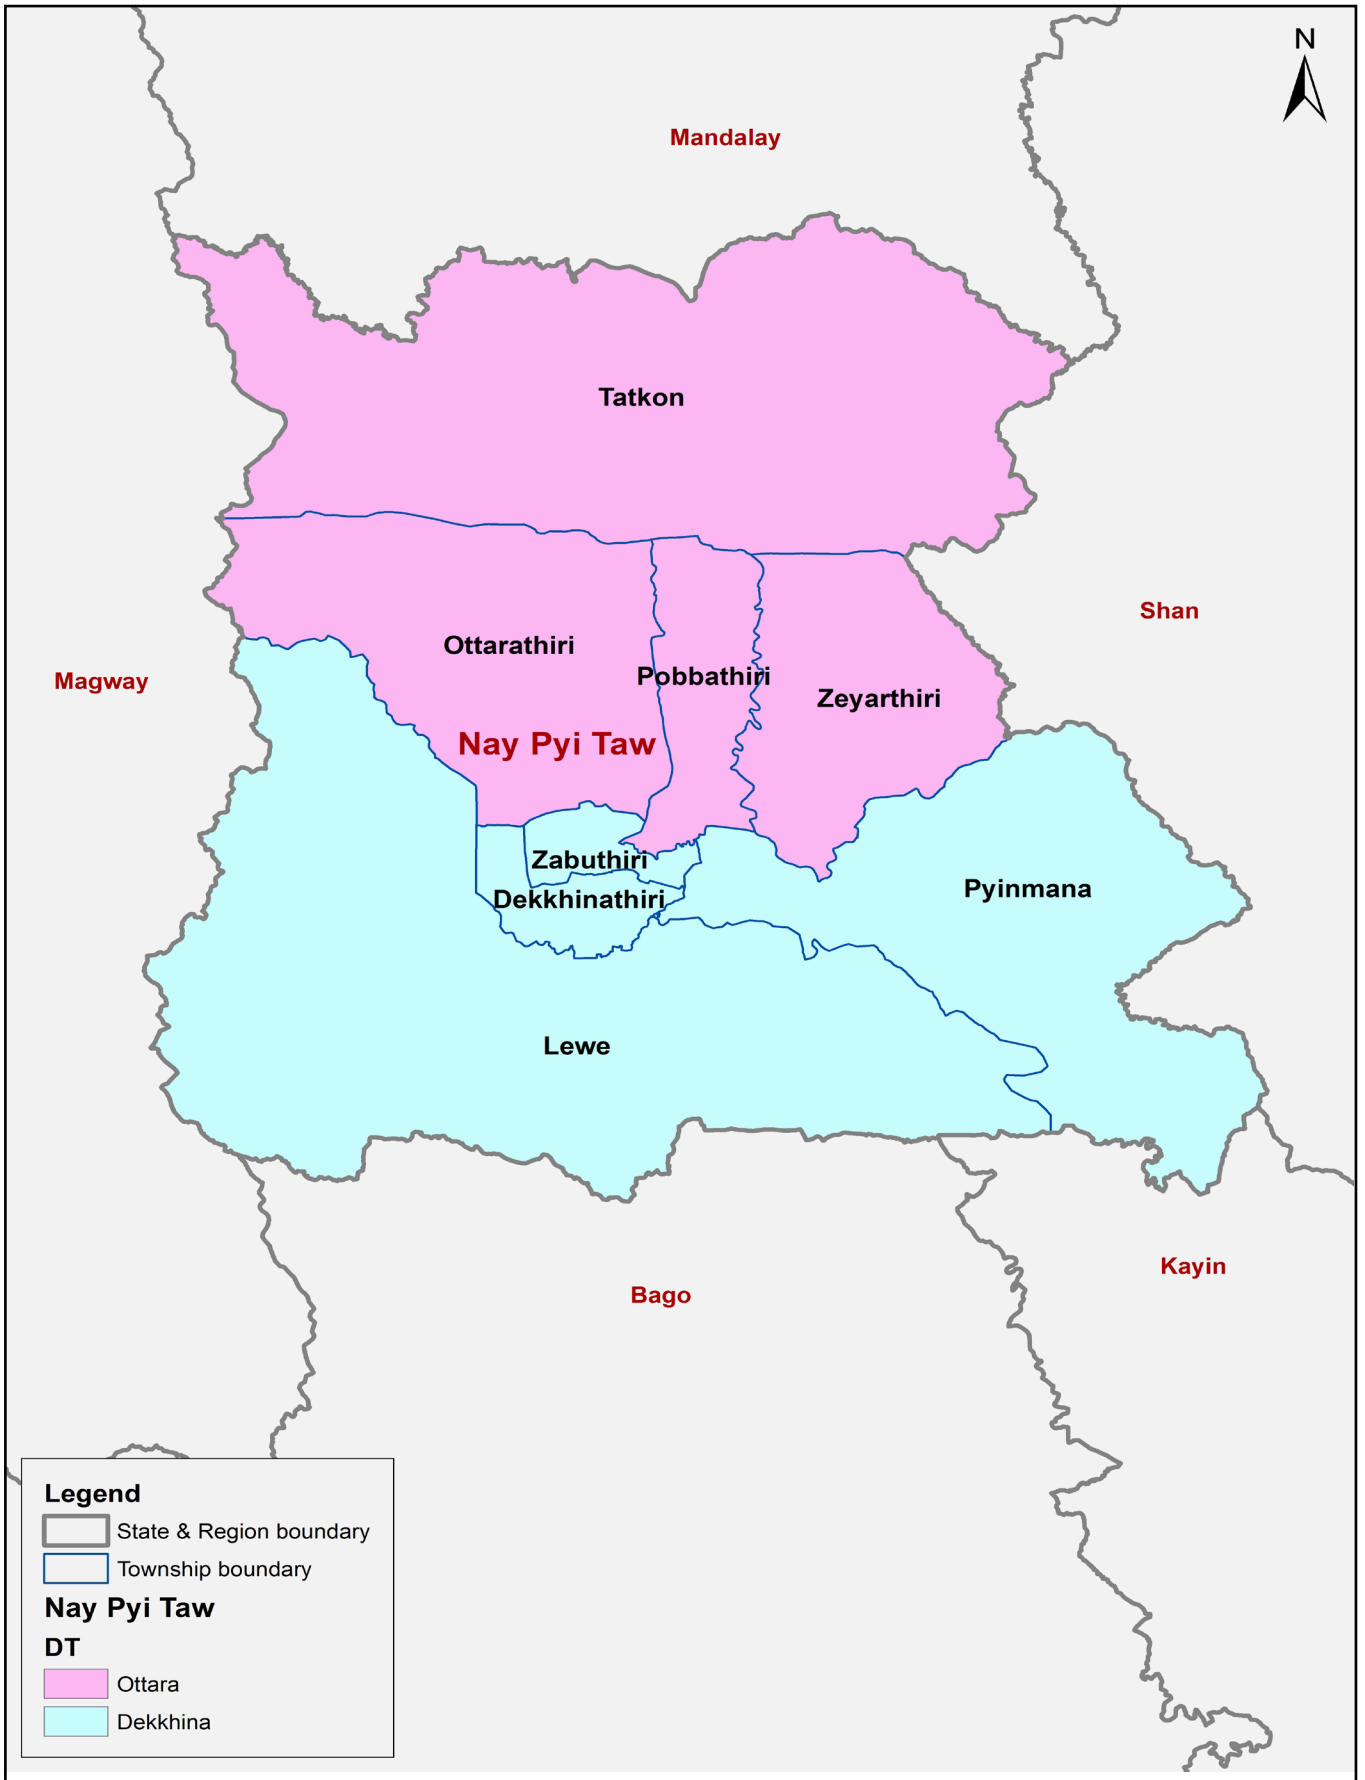 N
Mandalay
Tatkon
Shan
Ottarathiri
Pobbathiri
Magway
Zeyarthiri
Nay Pyi Taw
Zabuthiri
Pyinmana
Dekkhinathiri
Lewe
Kayin
Bago
Legend
State & Region boundary
Township boundary
Nay Pyi Taw
DT
Ottara
Dekkhina